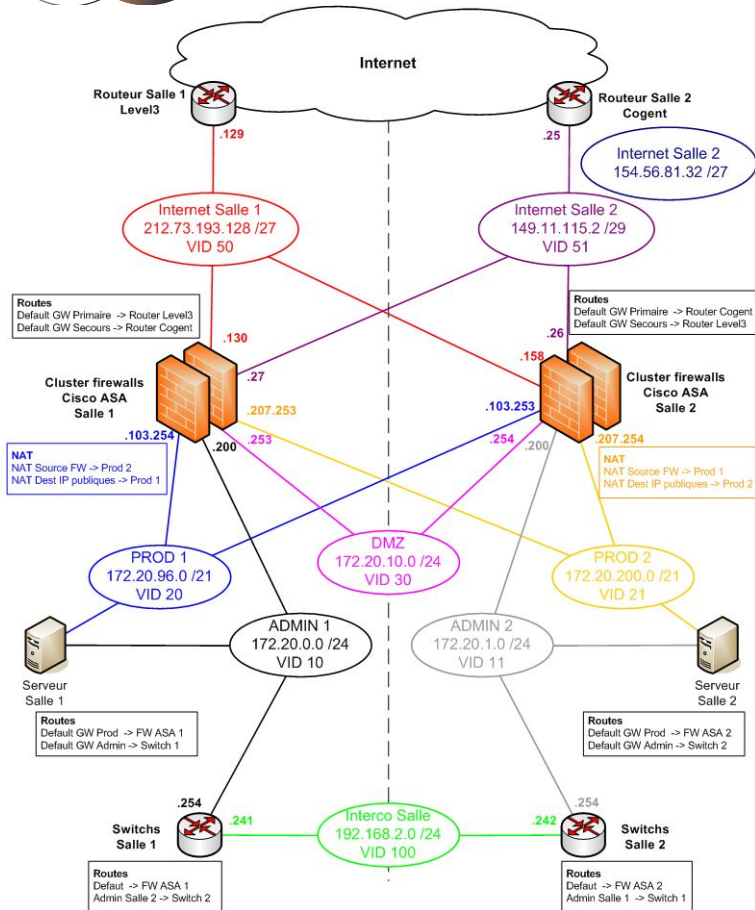 Internet
Routeur Salle 1
Level3
Routeur Salle 2
Cogent
.129
.25
Internet Salle 2
154.56.81.32 /27
Internet Salle 1
212.73.193.128 /27
VID 50
Internet Salle 2
149.11.115.2 /29
VID 51
Routes
Default GW Primaire -> Router Level3
Default GW Secours -> Router Cogent
Routes
Default GW Primaire -> Router Cogent
Default GW Secours -> Router Level3
.130
.26
.158
.27
Cluster firewalls
Cisco ASA
Salle 1
Cluster firewalls
Cisco ASA
Salle 2
.207.253
.103.253
.103.254
.200
.253
.254
.200
.207.254
NAT
NAT Source FW -> Prod 2
NAT Dest IP publiques -> Prod 1
NAT
NAT Source FW -> Prod 1
NAT Dest IP publiques -> Prod 2
PROD 1
172.20.96.0 /21
VID 20
DMZ
172.20.10.0 /24
VID 30
PROD 2
172.20.200.0 /21
VID 21
ADMIN 1
172.20.0.0 /24
VID 10
ADMIN 2
172.20.1.0 /24
VID 11
Serveur
Salle 1
Serveur
Salle 2
Routes
Default GW Prod -> FW ASA 1
Default GW Admin -> Switch 1
Routes
Default GW Prod -> FW ASA 2
Default GW Admin -> Switch 2
.254
.241
Interco Salle
192.168.2.0 /24
VID 100
.242
.254
Switchs
Salle 1
Switchs
Salle 2
Routes
Defaut -> FW ASA 1
Admin Salle 2 -> Switch 2
Routes
Defaut -> FW ASA 2
Admin Salle 1 -> Switch 1